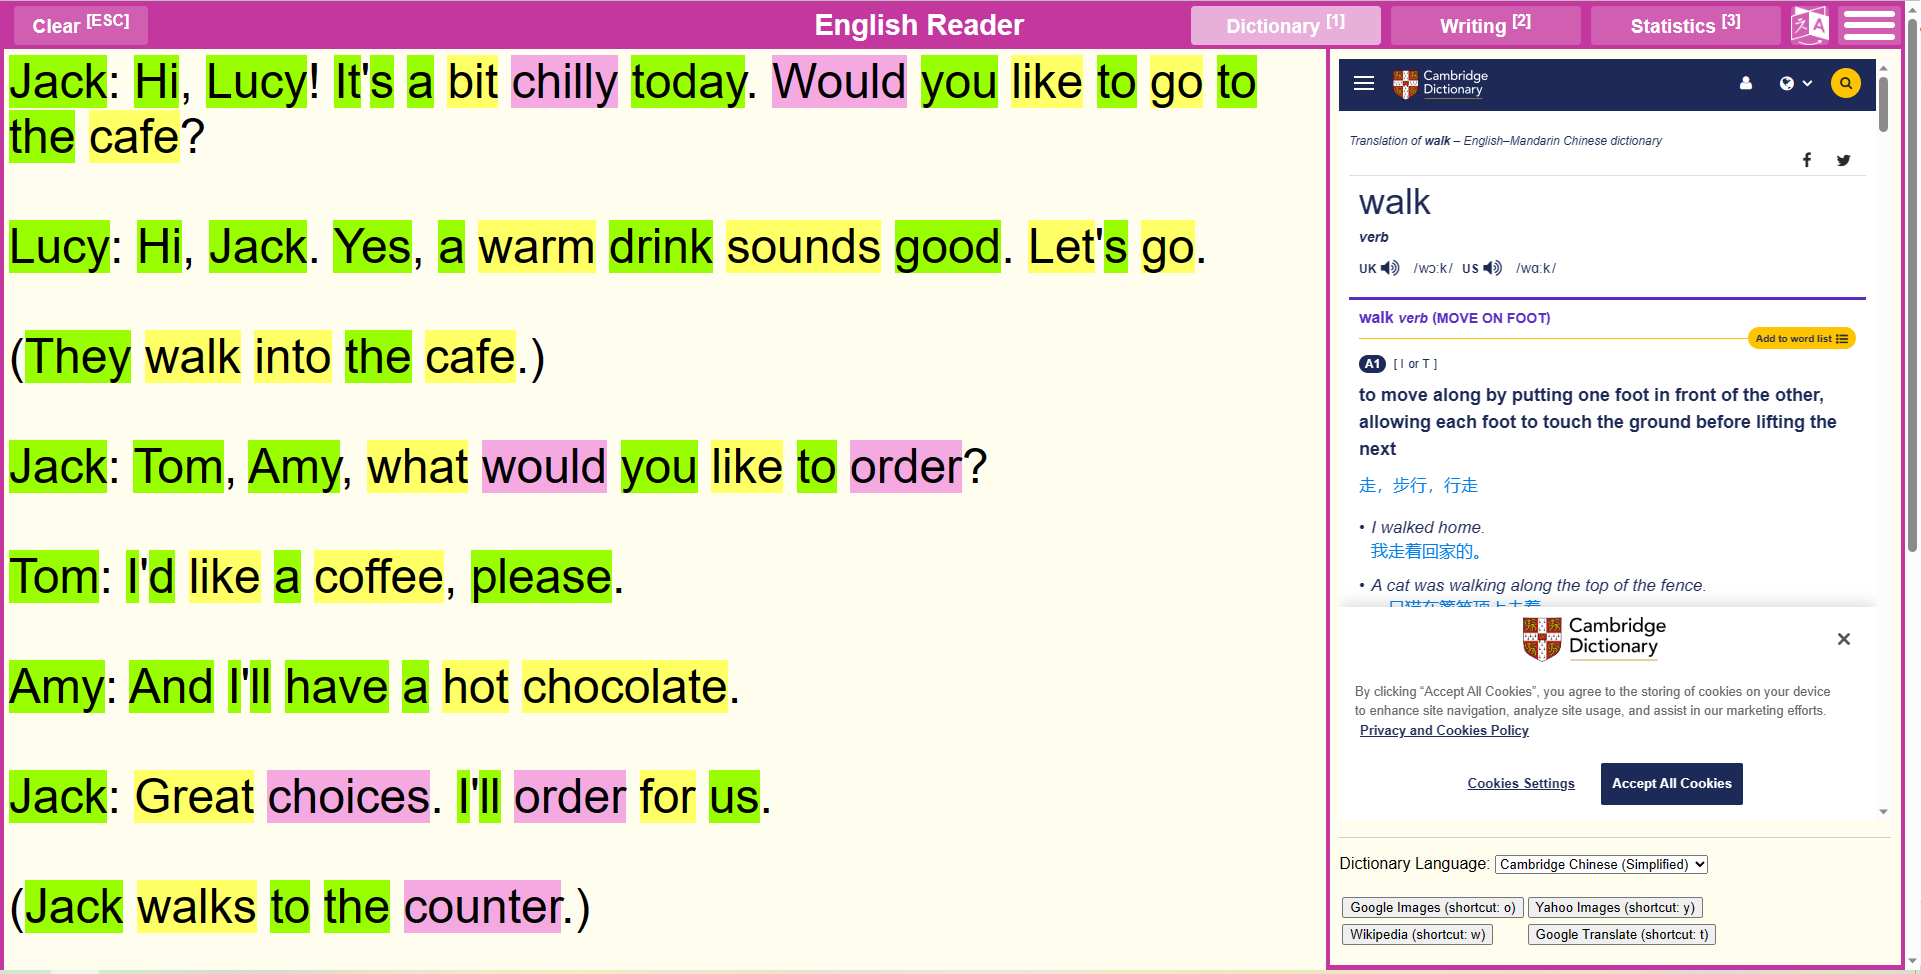 Clear [ESC]
English Reader
Dictionary [1]
Writing [2]
Statistics [3]
Jack: Hi, Lucy! It's a bit chilly today. Would you like to go to
the cafe?
Lucy: Hi, Jack. Yes, a warm drink sounds good. Let's go.
(They walk into the cafe.)
Jack: Tom, Amy, what would you like to order?
Tom: I'd like a coffee, please.
Amy: And I'll have a hot chocolate.
Jack: Great choices. I'll order for us.
(Jack walks to the counter.)
Cambridge
Dictionary
Translation of walk – English–Mandarin Chinese dictionary
walk
verb
UK /wɔːk/ US /wɑːk/
walk verb (MOVE ON FOOT)
Add to word list
A1 [ I or T ]
to move along by putting one foot in front of the other,
allowing each foot to touch the ground before lifting the
next
走，步行，行走
• I walked home.
我走着回家的。
• A cat was walking along the top of the fence.
Cambridge
Dictionary
By clicking “Accept All Cookies”, you agree to the storing of cookies on your device
to enhance site navigation, analyze site usage, and assist in our marketing efforts.
Privacy and Cookies Policy
Cookies Settings
Accept All Cookies
Dictionary Language: Cambridge Chinese (Simplified)
Google Images (shortcut: o)
Yahoo Images (shortcut: y)
Wikipedia (shortcut: w)
Google Translate (shortcut: t)